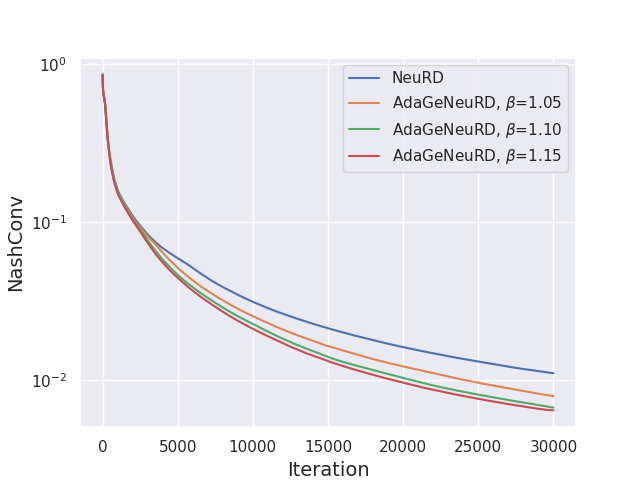 10⁰
10⁻¹
10⁻²
NashConv
NeuRD
AdaGeNeuRD, β=1.05
AdaGeNeuRD, β=1.10
AdaGeNeuRD, β=1.15
0 5000 10000 15000 20000 25000 30000
Iteration